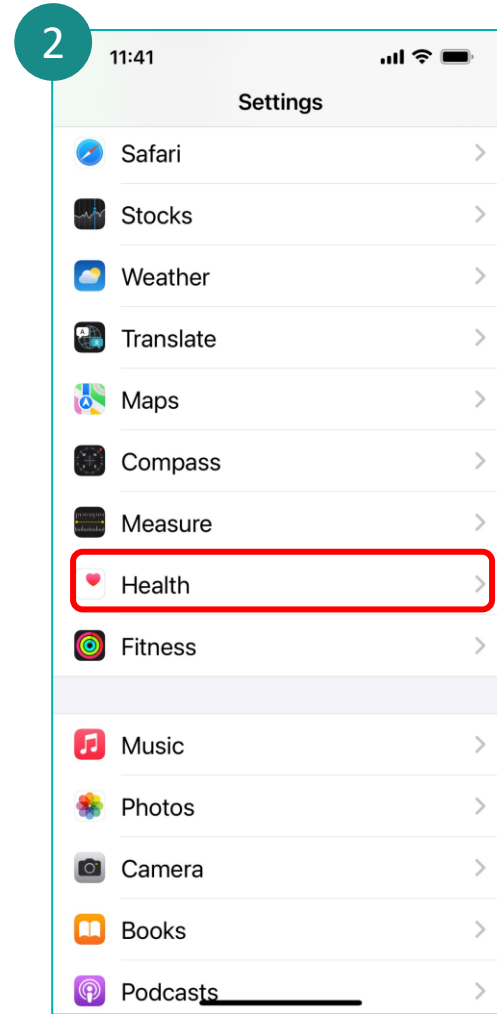 2
11:41
Settings
Safari
Stocks
Weather
Translate
Maps
Compass
Measure
Health
Fitness
Music
Photos
Camera
Books
Podcasts